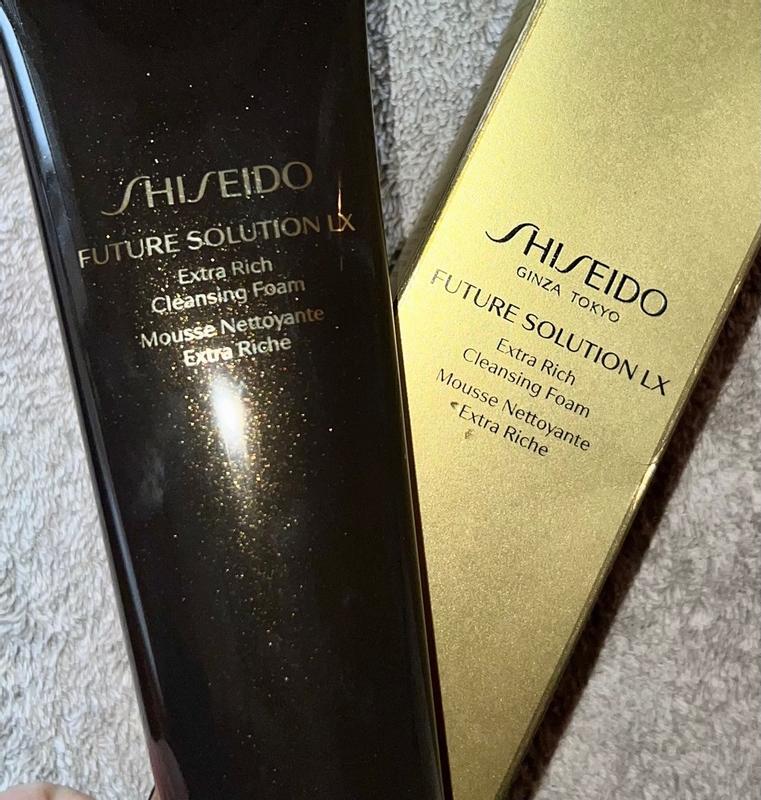 SHISEIDO
FUTURE SOLUTION LX
Extra Rich
Cleansing Foam
Mousse Nettoyante
Extra Riche
SHISEIDO
GINZA TOKYO
FUTURE SOLUTION LX
Extra Rich
Cleansing Foam
Mousse Nettoyante
Extra Riche